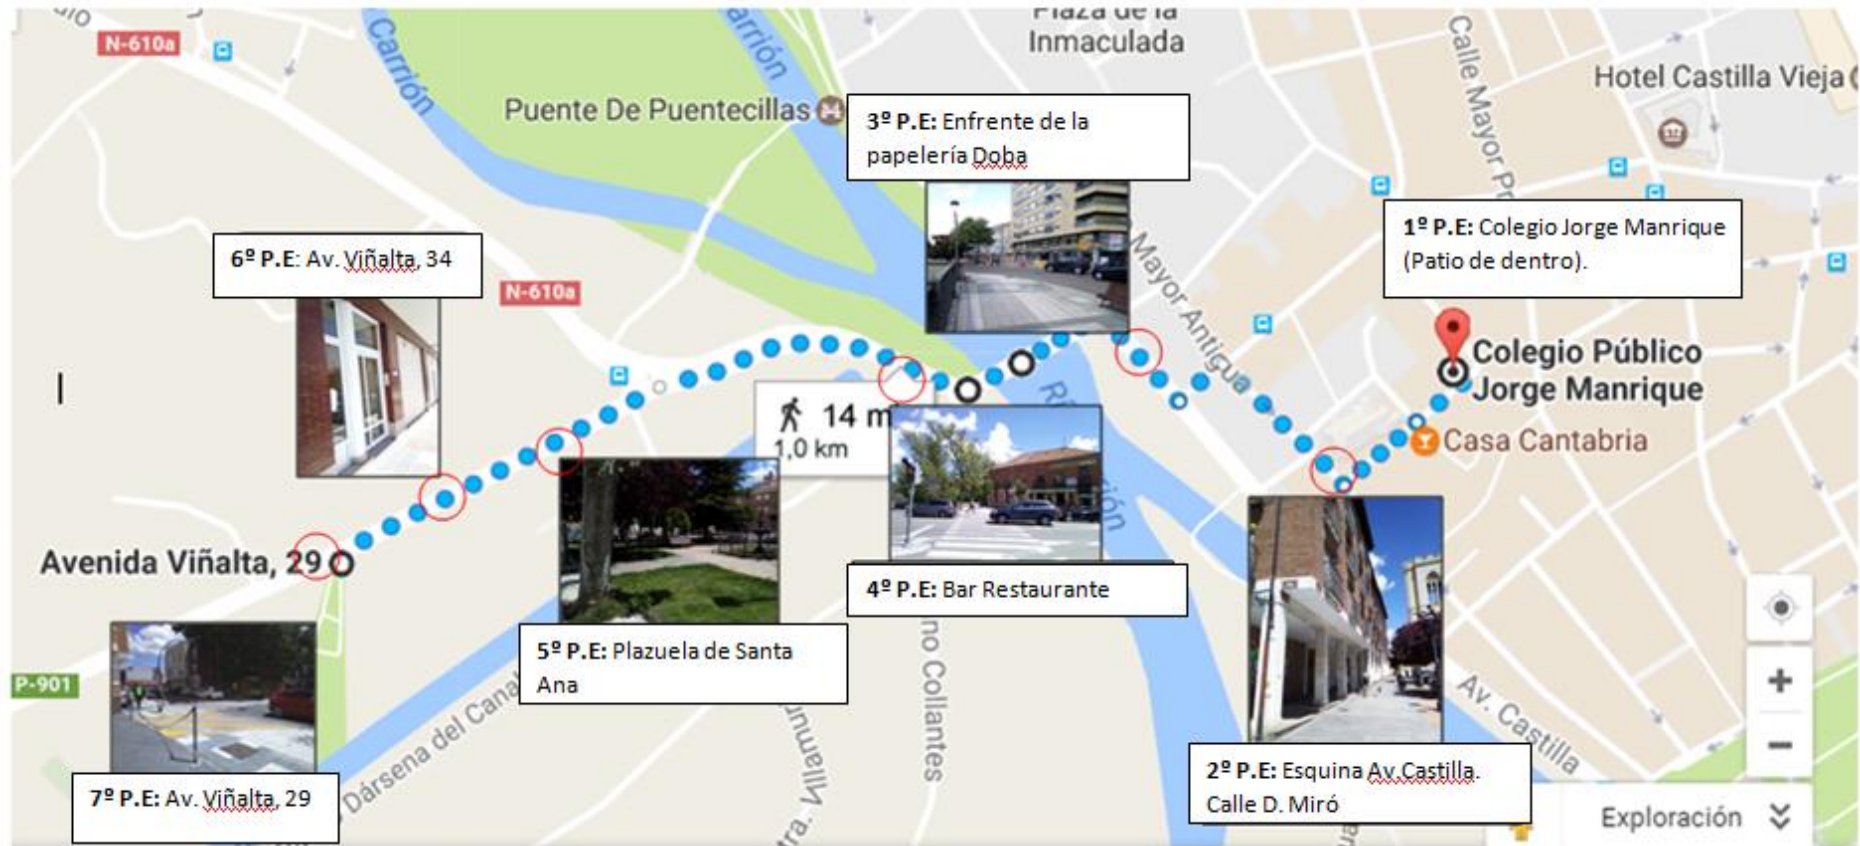 Plaza de la
Inmaculada
N-610a
Carrión
arrión
Calle Mayor Pr
Hotel Castilla Vieja
Puente De Puentecillas
3º P.E: Enfrente de la
papelería Doba
1º P.E: Colegio Jorge Manrique
(Patio de dentro).
6º P.E: Av. Viñalta, 34
N-610a
Mayor Antigua
Colegio Público
Jorge Manrique
14 m
1,0 km
Casa Cantabria
Avenida Viñalta, 29
4º P.E: Bar Restaurante
5º P.E: Plazuela de Santa
Ana
no Collantes
P-901
Dársena del Canal
Av. Castilla
2º P.E: Esquina Av.Castilla.
Calle D. Miró
7º P.E: Av. Viñalta, 29
Exploración